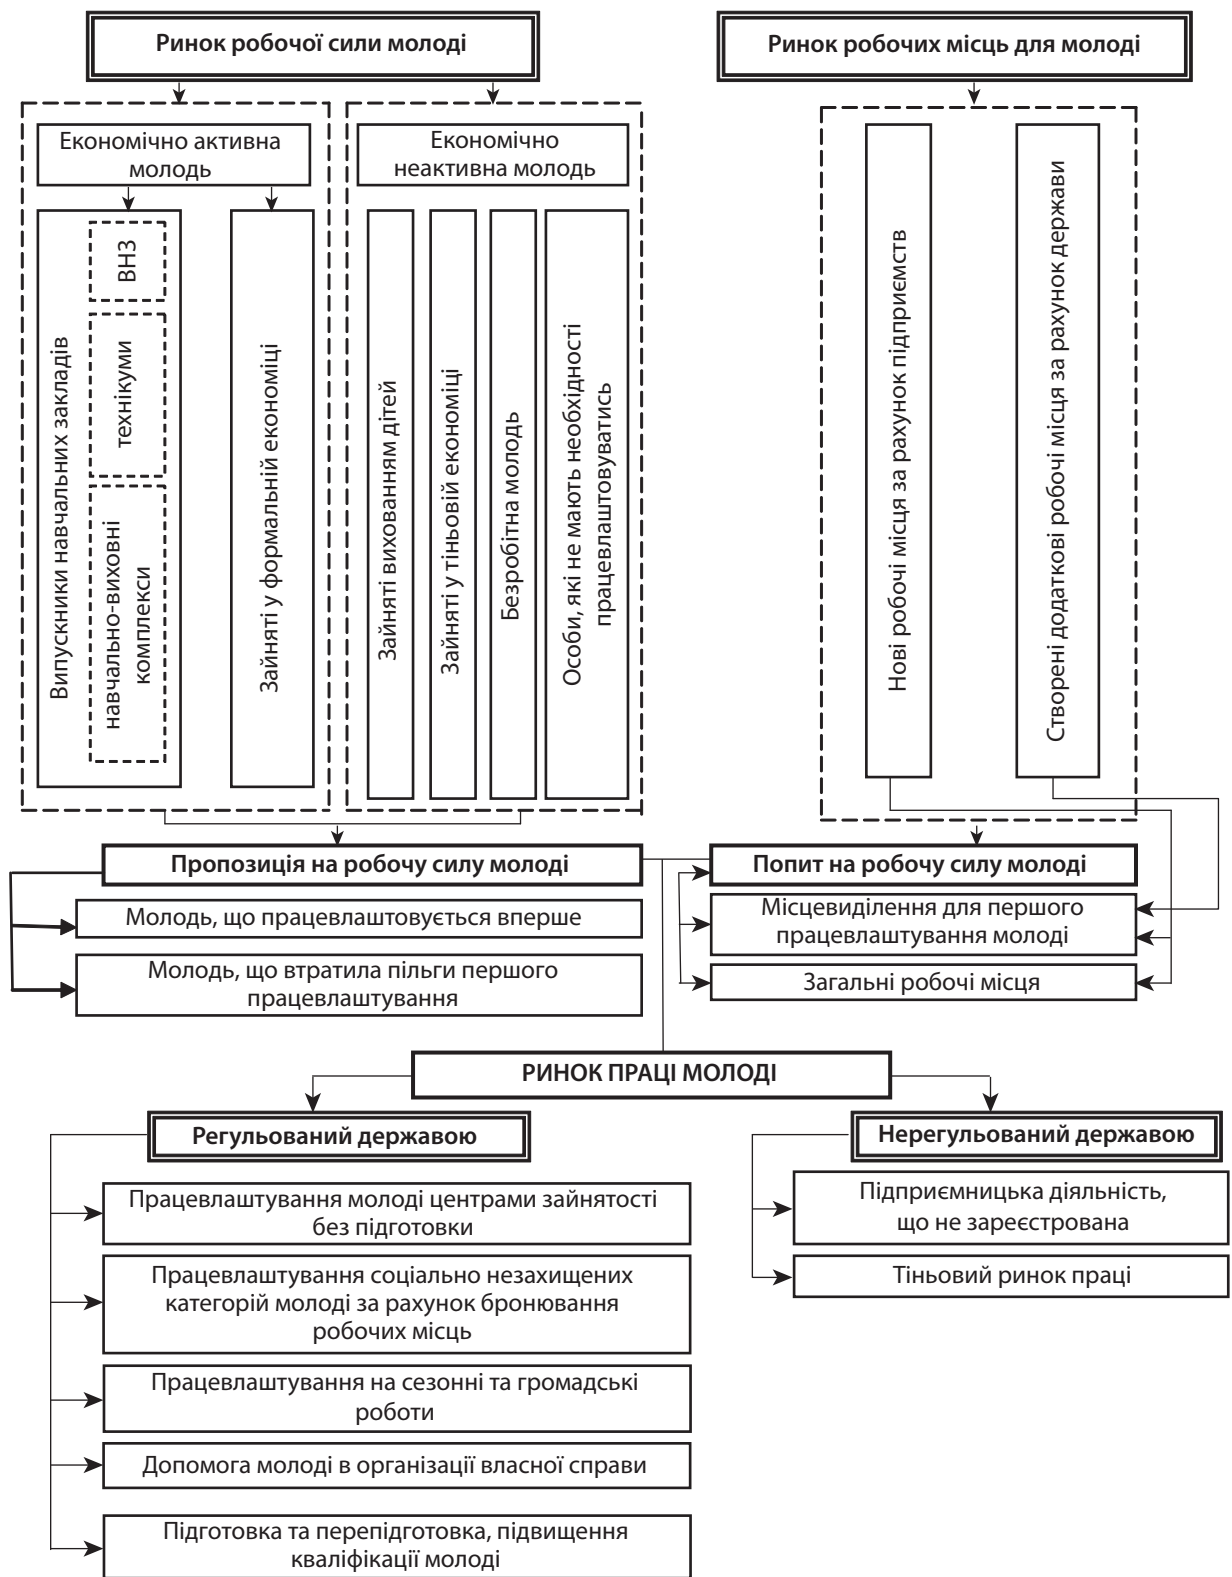 Ринок робочої сили молоді
Ринок робочих місць для молоді
Економічно активна
молодь
Економічно
неактивна молодь
Випускники навчальних закладів
ВНЗ
технікуми
навчально-виховні
комплекси
Зайняті у формальній економіці
Зайняті вихованням дітей
Зайняті у тіньовій економіці
Безробітна молодь
Особи, які не мають необхідності
працевлаштовуватись
Нові робочі місця за рахунок підприємств
Створені додаткові робочі місця за рахунок держави
Пропозиція на робочу силу молоді
Молодь, що працевлаштовується вперше
Молодь, що втратила пільги першого
працевлаштування
Попит на робочу силу молоді
Місцевиділення для першого
працевлаштування молоді
Загальні робочі місця
РИНОК ПРАЦІ МОЛОДІ
Регульований державою
Працевлаштування молоді центрами зайнятості
без підготовки
Працевлаштування соціально незахищених
категорій молоді за рахунок бронювання
робочих місць
Працевлаштування на сезонні та громадські
роботи
Допомога молоді в організації власної справи
Підготовка та перепідготовка, підвищення
кваліфікації молоді
Нерегульований державою
Підприємницька діяльність,
що не зареєстрована
Тіньовий ринок праці